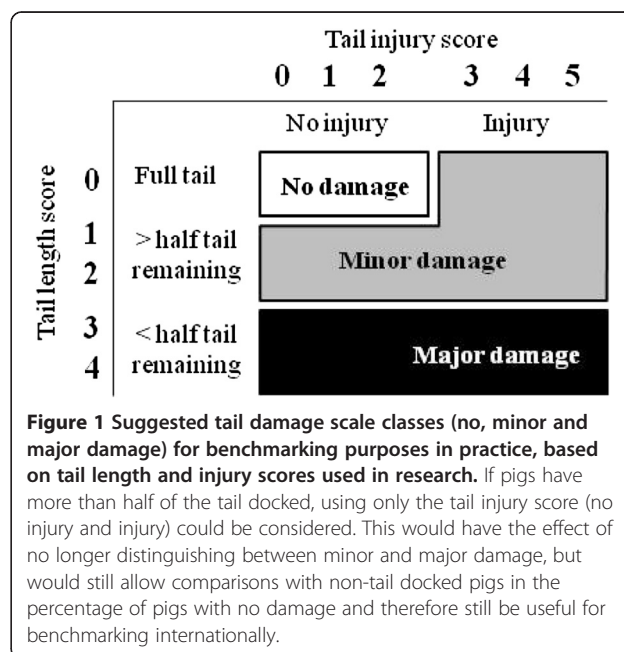 Tail injury score
0 1 2 3 4 5
No injury Injury
Tail length score
0 Full tail
No damage
1 > half tail
2 remaining
Minor damage
3 < half tail
4 remaining
Major damage
Figure 1 Suggested tail damage scale classes (no, minor and
major damage) for benchmarking purposes in practice, based
on tail length and injury scores used in research. If pigs have
more than half of the tail docked, using only the tail injury score (no
injury and injury) could be considered. This would have the effect of
no longer distinguishing between minor and major damage, but
would still allow comparisons with non-tail docked pigs in the
percentage of pigs with no damage and therefore still be useful for
benchmarking internationally.